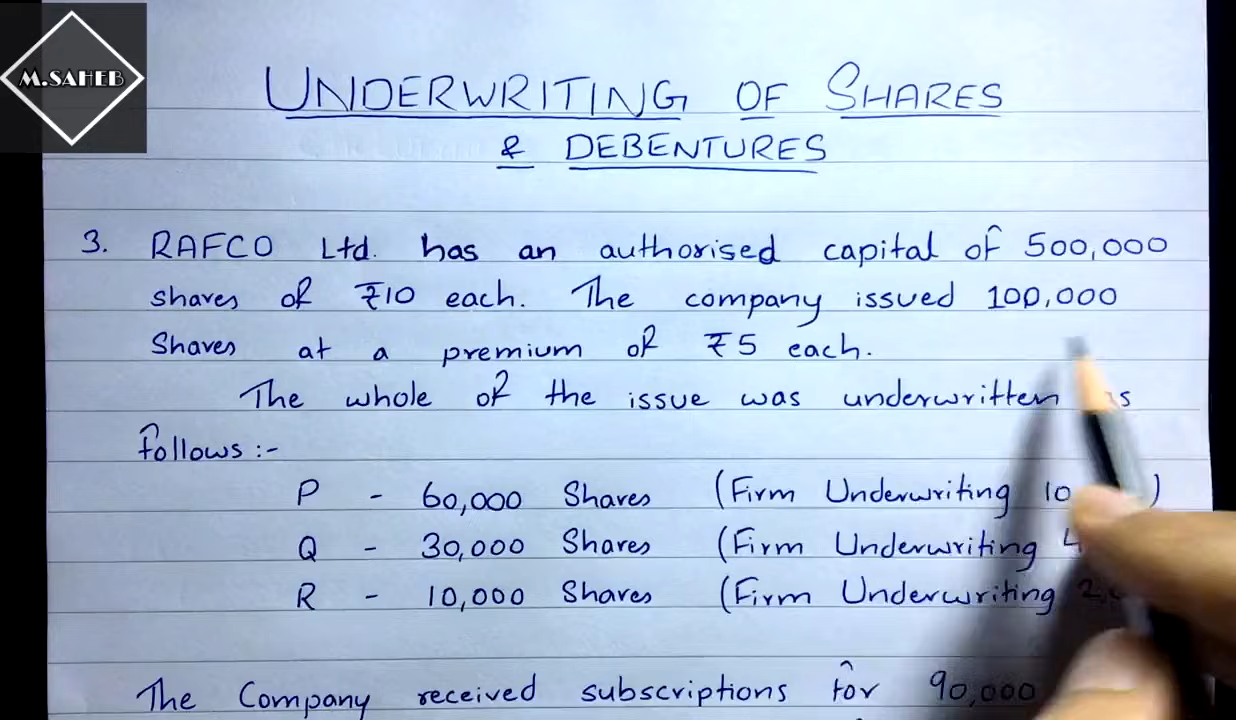 M.SAHEB
UNDERWRITING OF SHARES
& DEBENTURES
3. RAFCO Ltd. has an authorised capital of 500,000
shares of ₹10 each. The company issued 100,000
Shares at a premium of ₹5 each.
The whole of the issue was underwritten
follows :-
P - 60,000 Shares (Firm Underwriting )
Q - 30,000 Shares (Firm Underwriting
R - 10,000 Shares (Firm Underwriting
The Company received subscriptions for 90,000